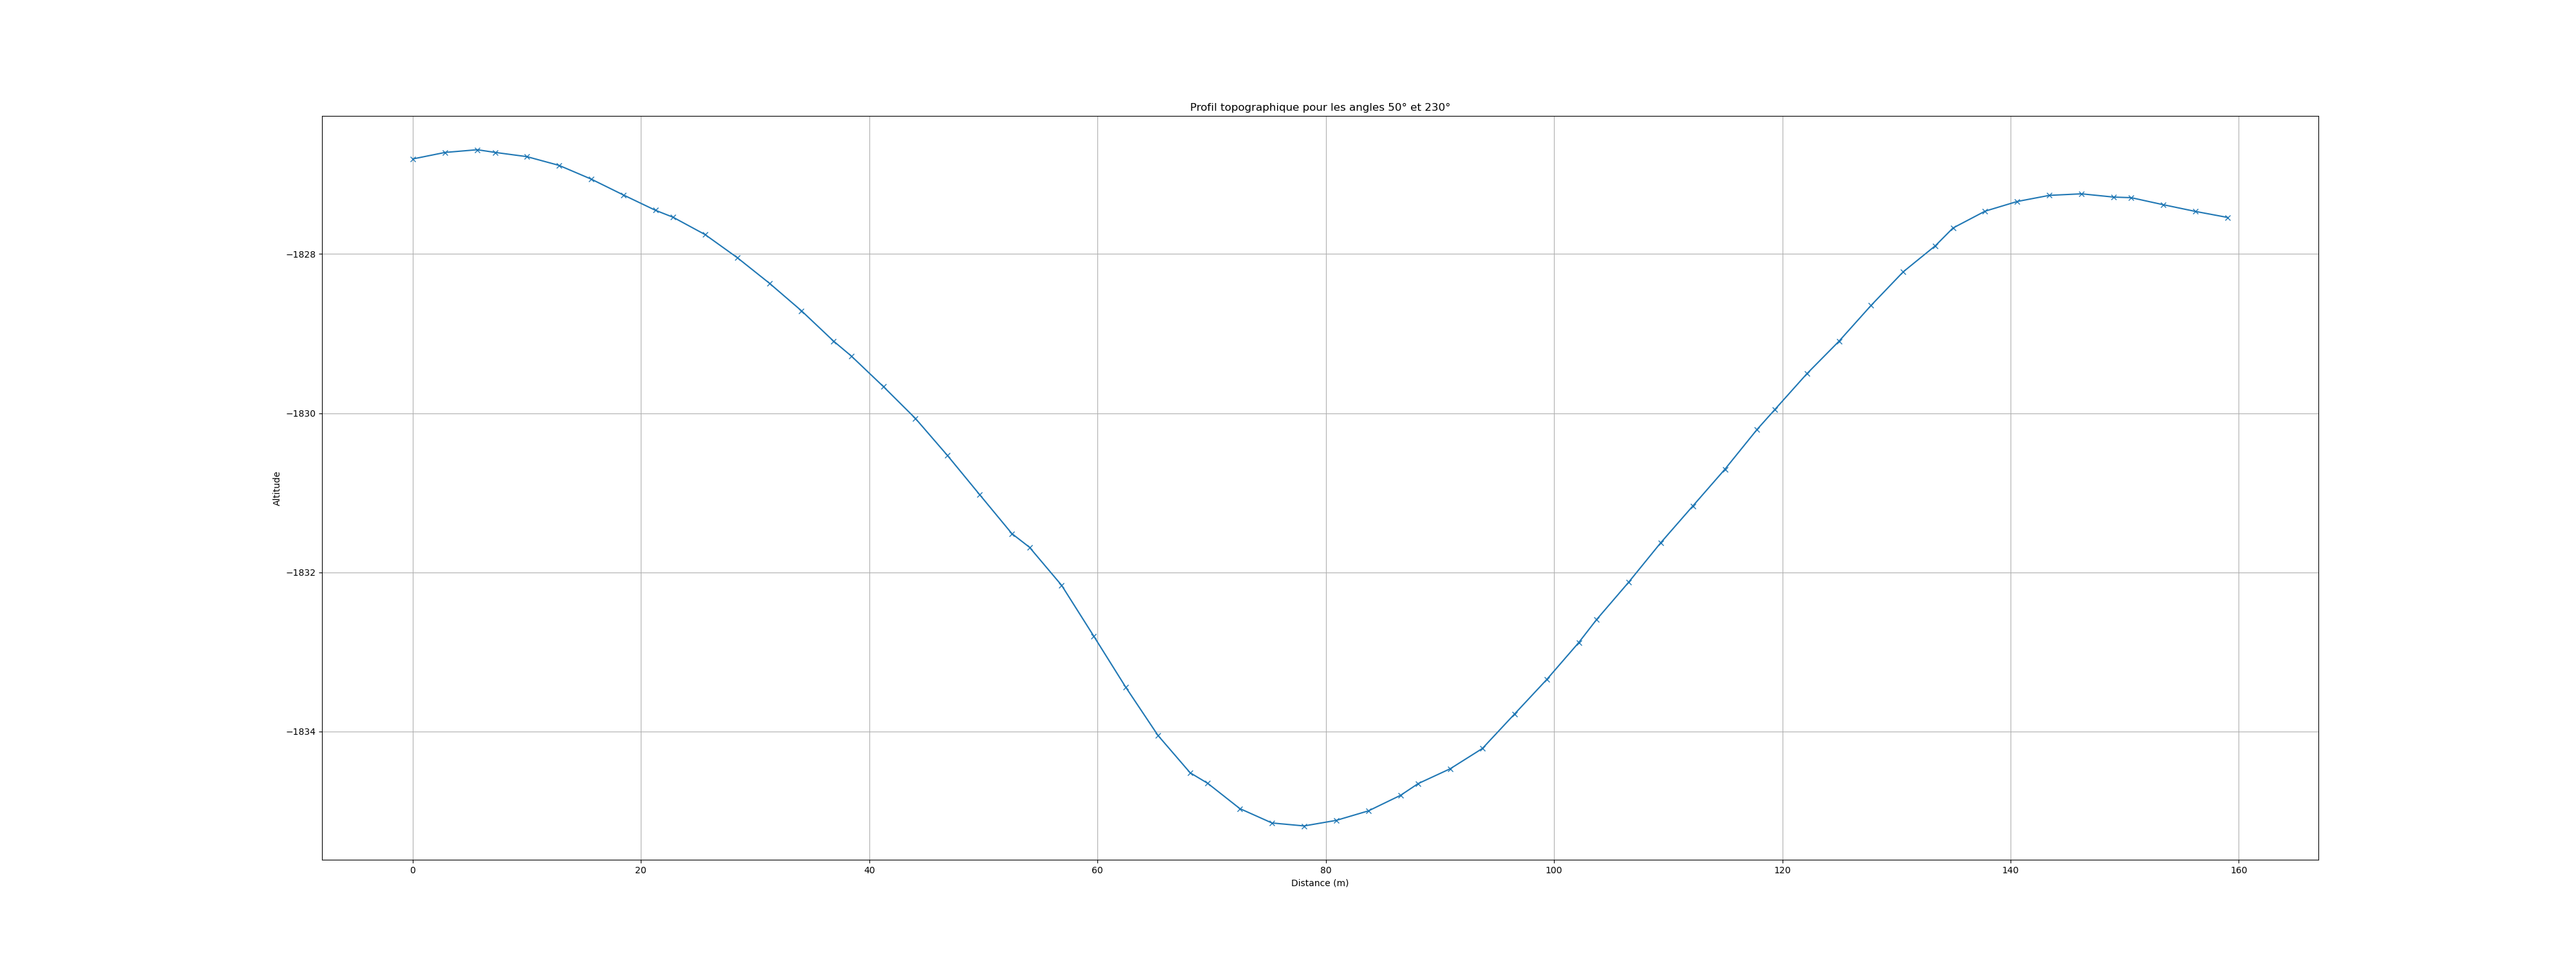 Profil topographique pour les angles 50° et 230°
Altitude
−1828
−1830
−1832
−1834
0 20 40 60 80 100 120 140 160
Distance (m)